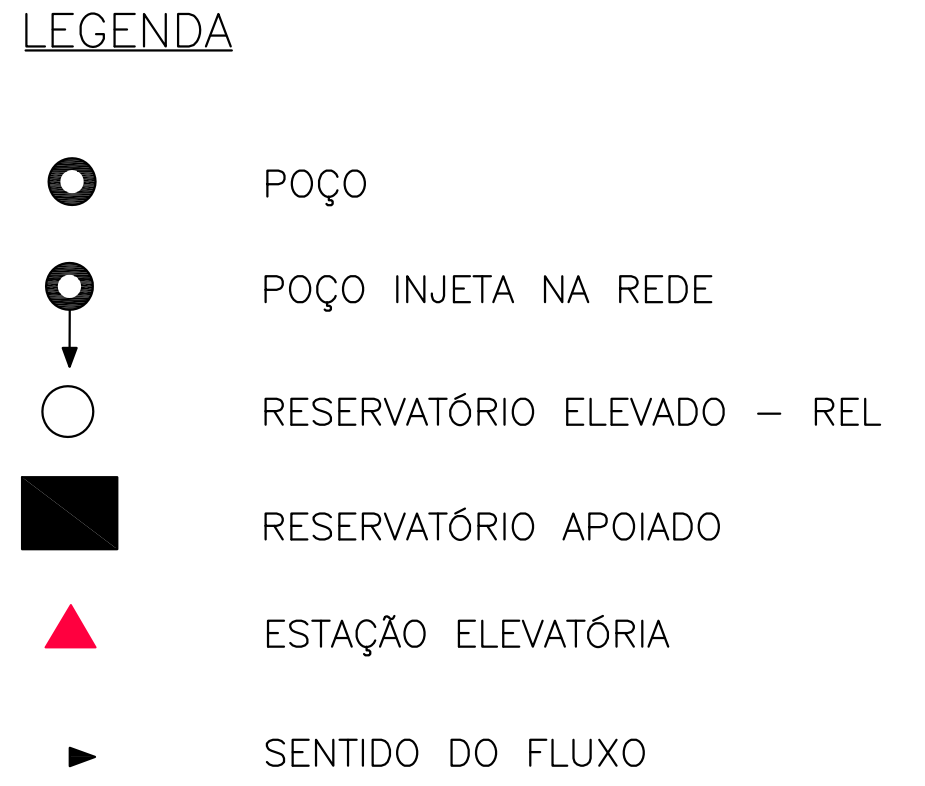 LEGENDA
POÇO
POÇO INJETA NA REDE
RESERVATÓRIO ELEVADO – REL
RESERVATÓRIO APOIADO
ESTAÇÃO ELEVATÓRIA
SENTIDO DO FLUXO